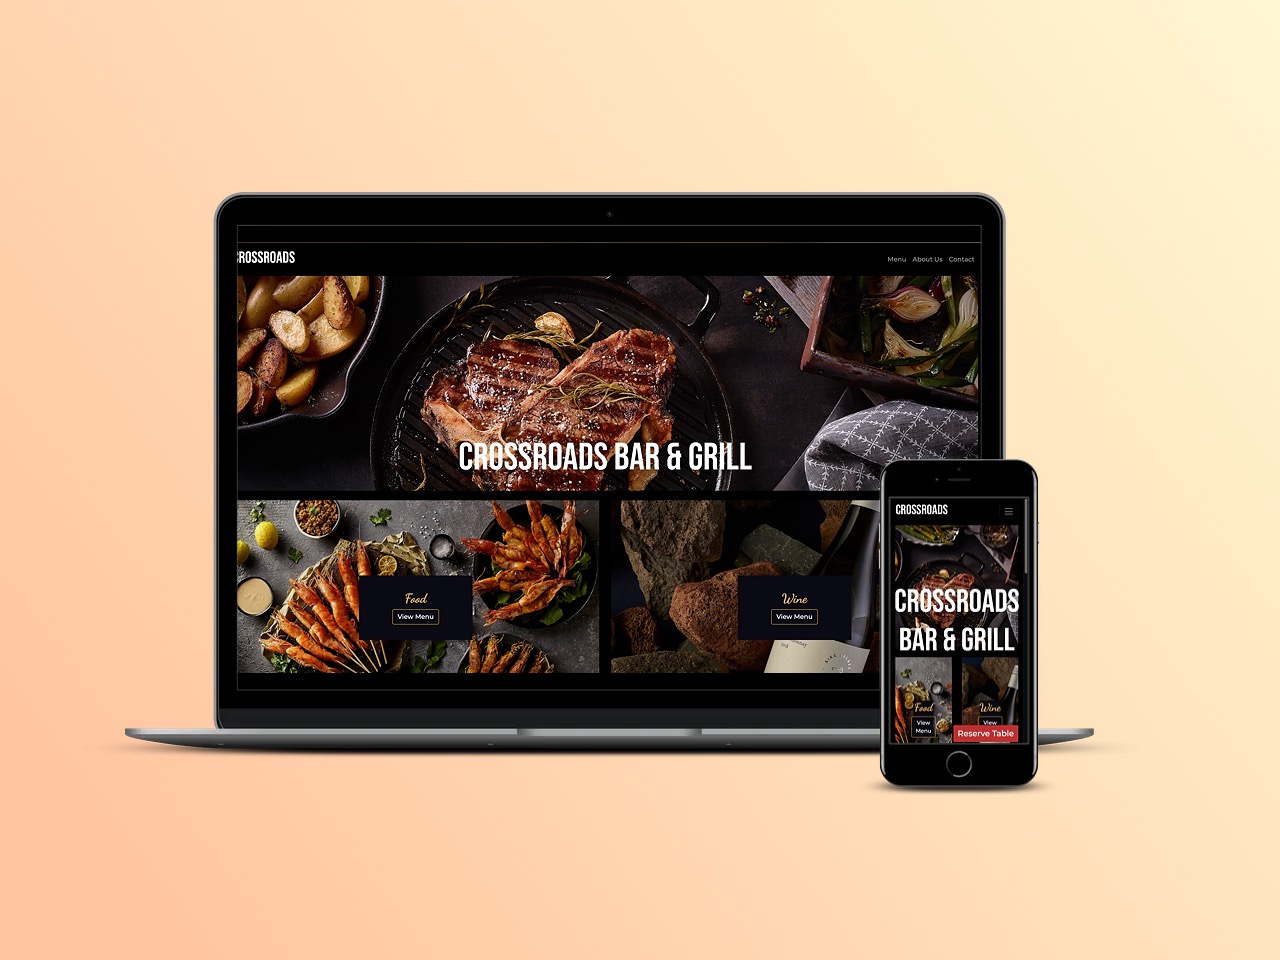 CROSSROADS
Menu About Us Contact
CROSSROADS BAR & GRILL
Food
View Menu
Wine
View Menu
CROSSROADS
CROSSROADS
BAR & GRILL
Food
View
Menu
Wine
View
Reserve Table